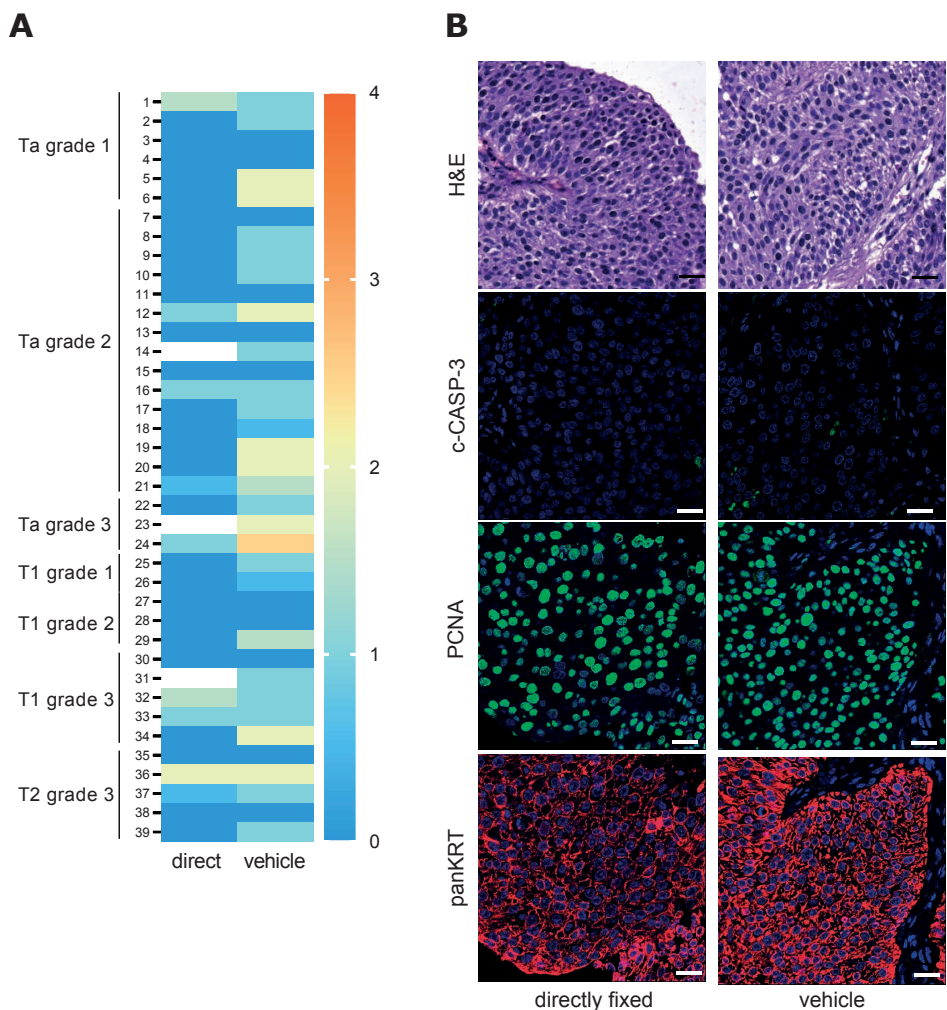 A
B
Ta grade 1
Ta grade 2
Ta grade 3
T1 grade 1
T1 grade 2
T1 grade 3
T2 grade 3
1
2
3
4
5
6
7
8
9
10
11
12
13
14
15
16
17
18
19
20
21
22
23
24
25
26
27
28
29
30
31
32
33
34
35
36
37
38
39
direct vehicle
4
3
2
1
0
H&E
c-CASP-3
PCNA
panKRT
directly fixed vehicle